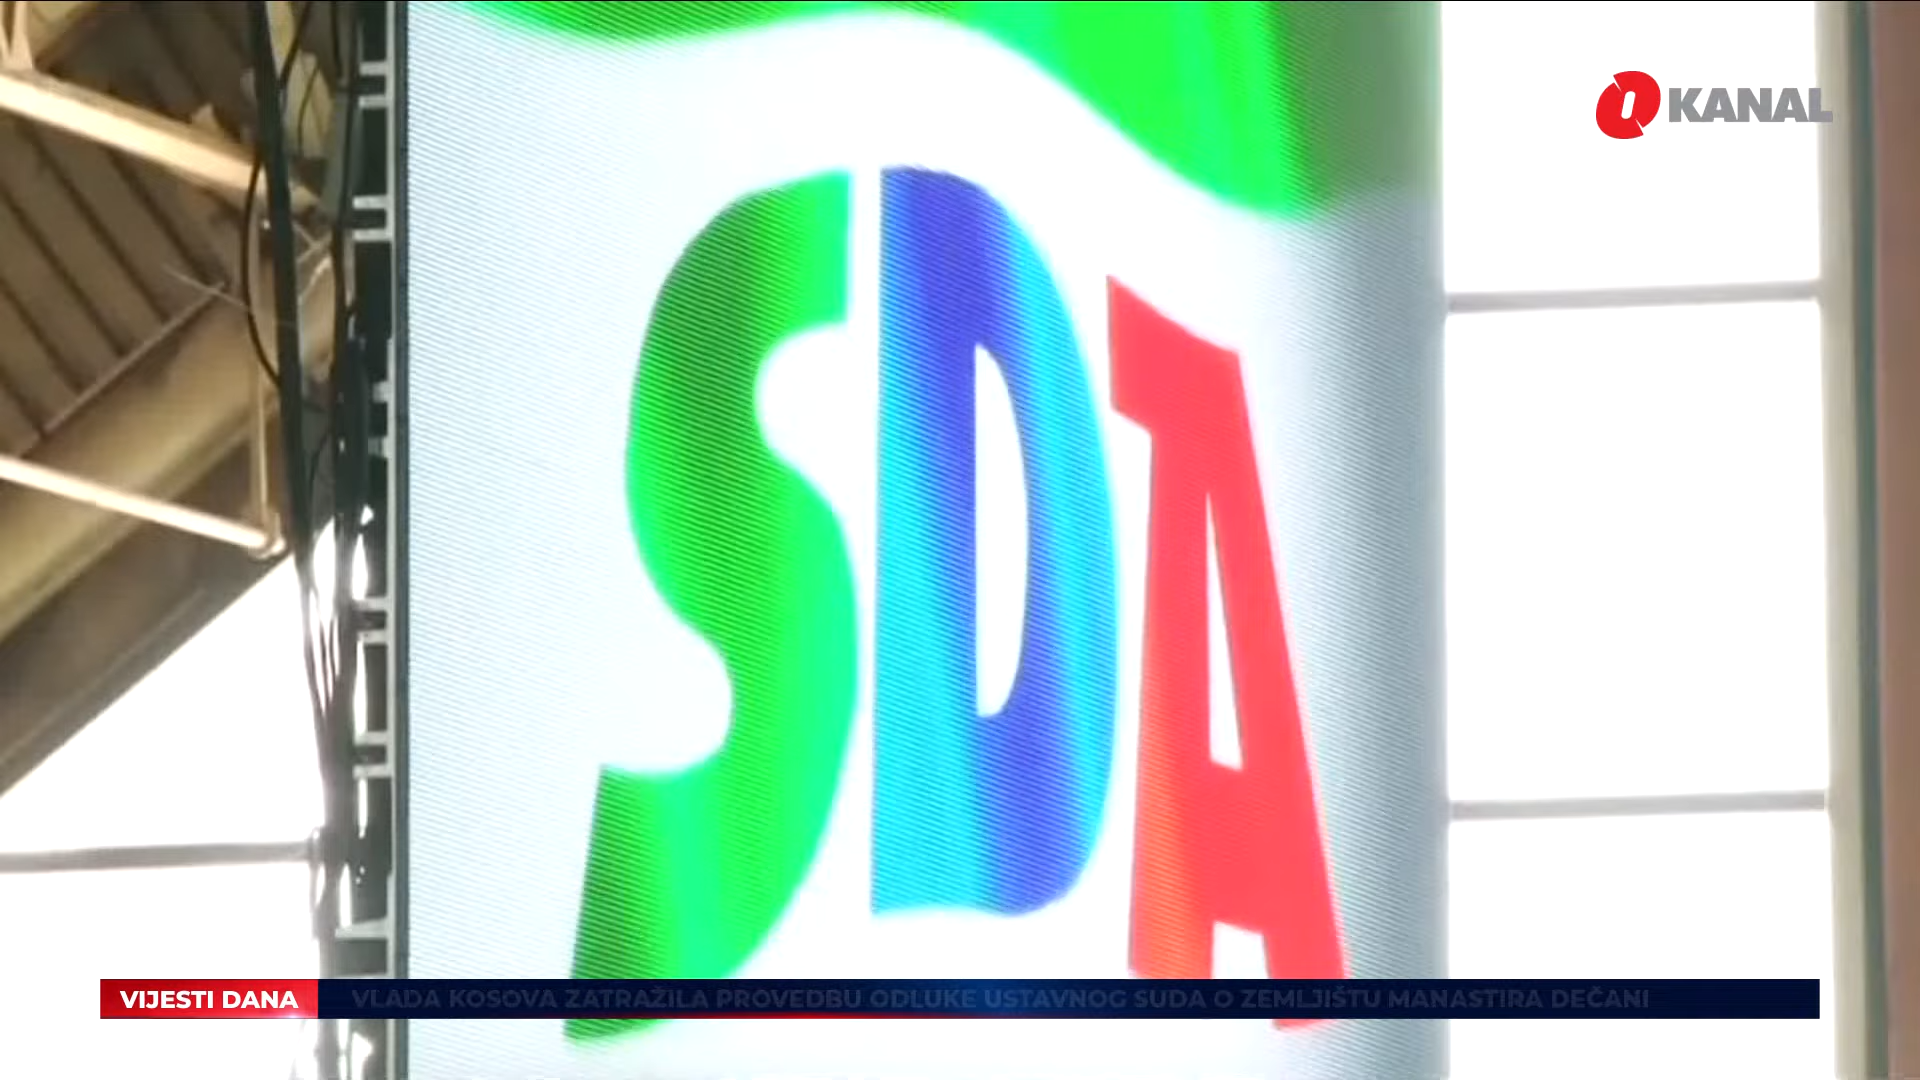 O KANAL
SDA
VIJESTI DANA
VLADA KOSOVA ZATRAŽILA PROVEDBU ODLUKE USTAVNOG SUDA O ZEMLJIŠTU MANASTIRA DEČANI